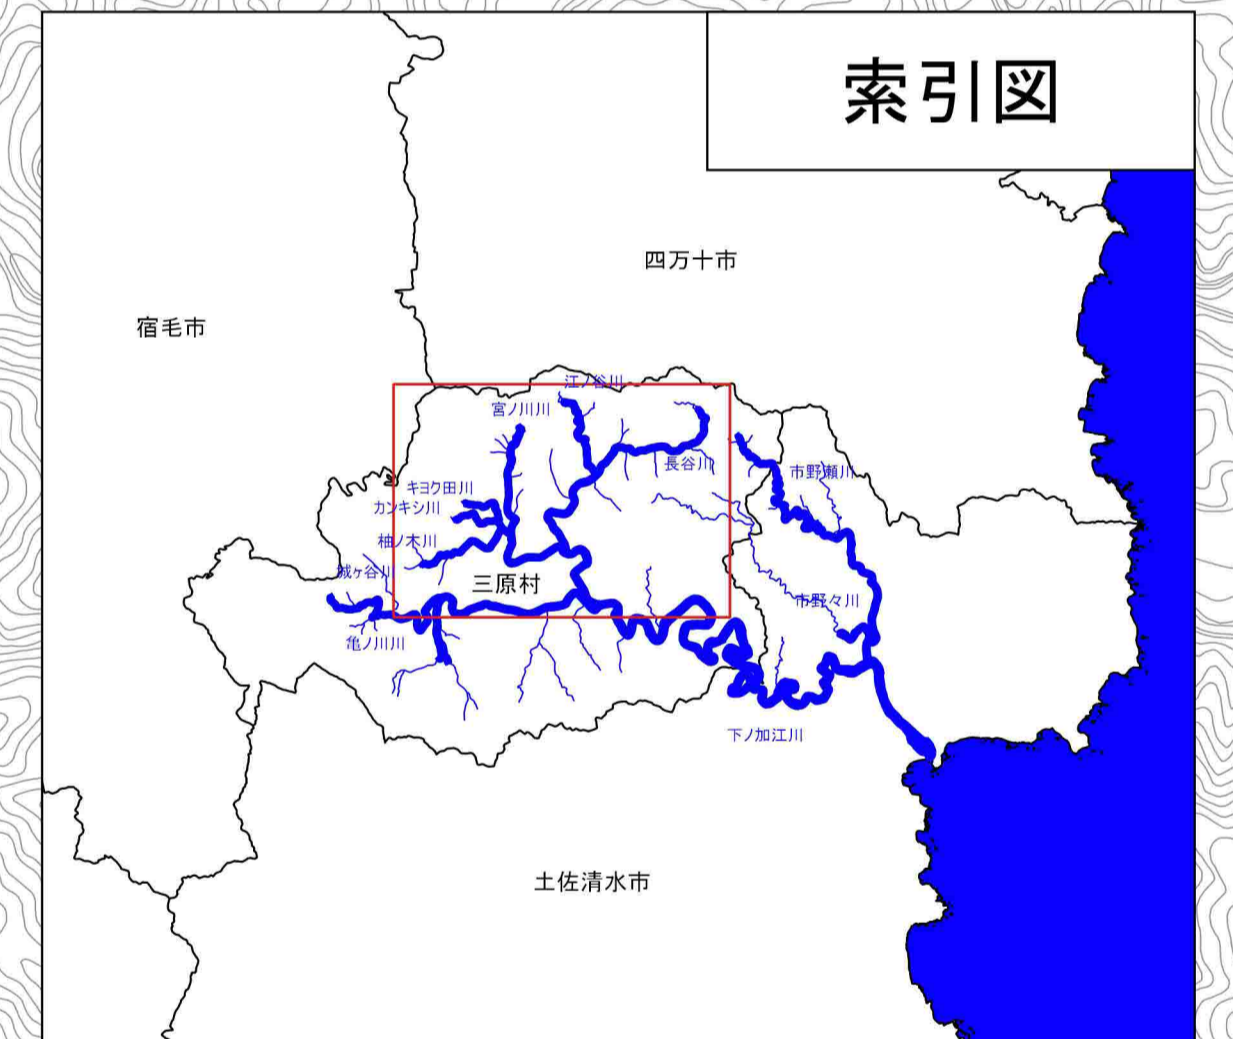 索引図
四万十市
宿毛市
江ノ谷川
宮ノ川川
長谷川
市野瀬川
キヨク田川
カンキシ川
柚ノ木川
城ヶ谷川
三原村
市野々川
亀ノ川川
下ノ加江川
土佐清水市